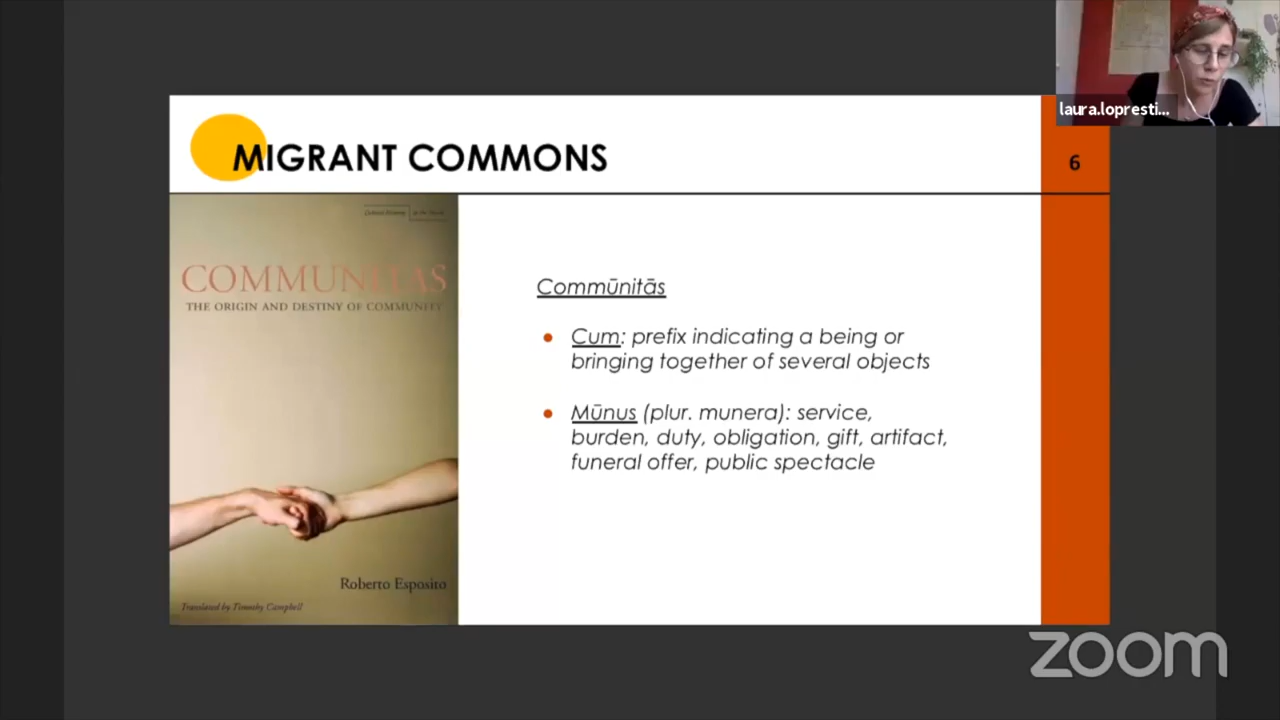 laura.lopresti...
MIGRANT COMMONS
6
COMMUNITAS
THE ORIGIN AND DESTINY OF COMMUNITY
Roberto Esposito
Translated by Timothy Campbell
Commūnitās
Cum: prefix indicating a being or
bringing together of several objects
Mūnus (plur. munera): service,
burden, duty, obligation, gift, artifact,
funeral offer, public spectacle
zoom